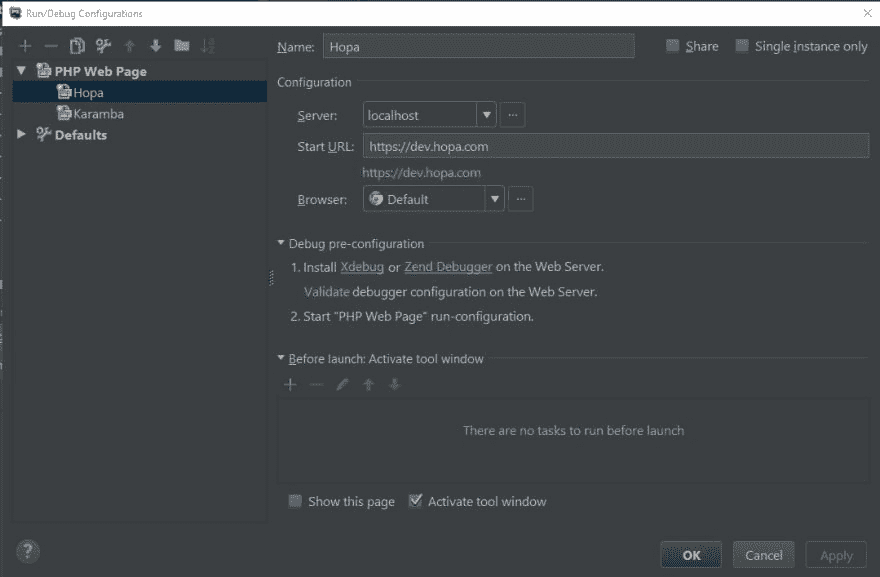 Run/Debug Configurations
Name: Hopa Share Single instance only
PHP Web Page
Hopa
Karamba
Defaults
Configuration
Server: localhost ...
Start URL: https://dev.hopa.com
https://dev.hopa.com
Browser: Default ...
Debug pre-configuration
1. Install Xdebug or Zend Debugger on the Web Server.
Validate debugger configuration on the Web Server.
2. Start "PHP Web Page" run-configuration.
Before launch: Activate tool window
There are no tasks to run before launch
Show this page Activate tool window
? OK Cancel Apply